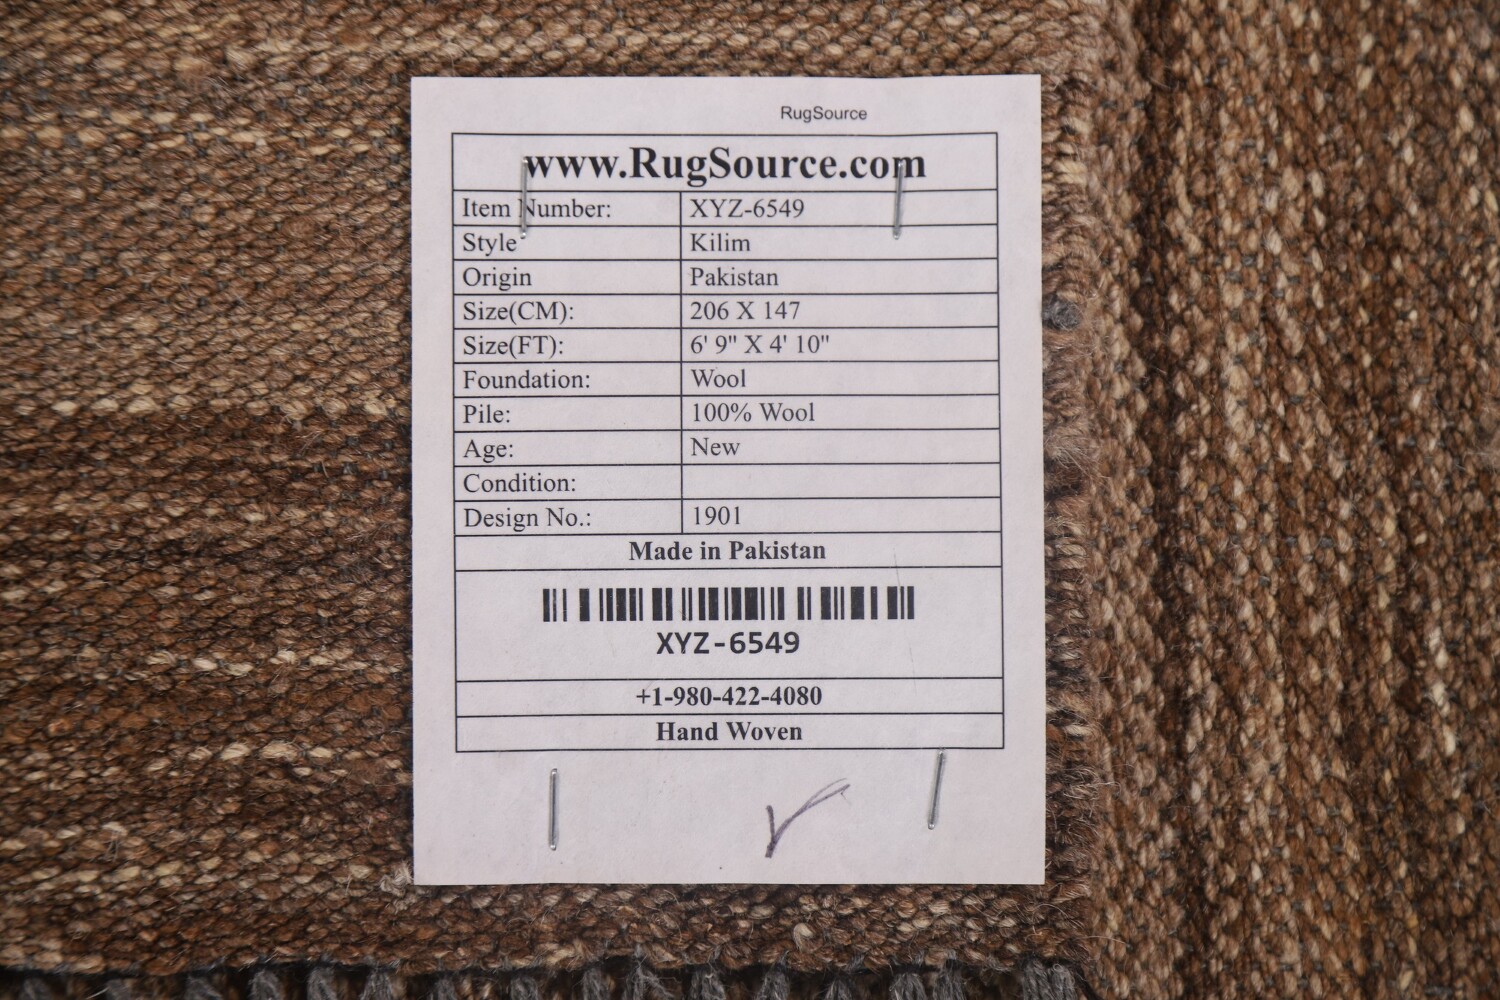 RugSource
www.RugSource.com
Item Number: XYZ-6549
Style Kilim
Origin Pakistan
Size(CM): 206 X 147
Size(FT): 6' 9" X 4' 10"
Foundation: Wool
Pile: 100% Wool
Age: New
Condition:
Design No.: 1901
Made in Pakistan
XYZ-6549
+1-980-422-4080
Hand Woven